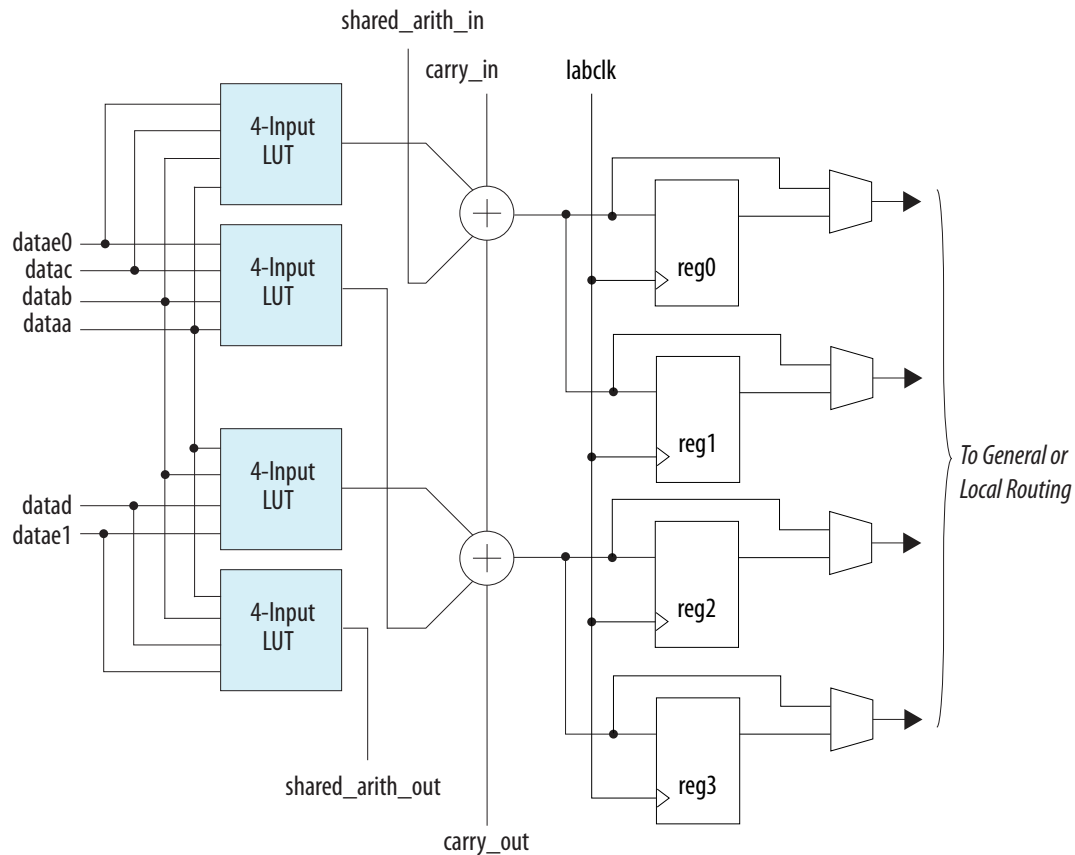 shared_arith_in
carry_in
labclk
4-Input
LUT
reg0
datae0
datac
datab
dataa
4-Input
LUT
reg1
4-Input
LUT
To General or
Local Routing
datad
datae1
4-Input
LUT
reg2
shared_arith_out
reg3
carry_out